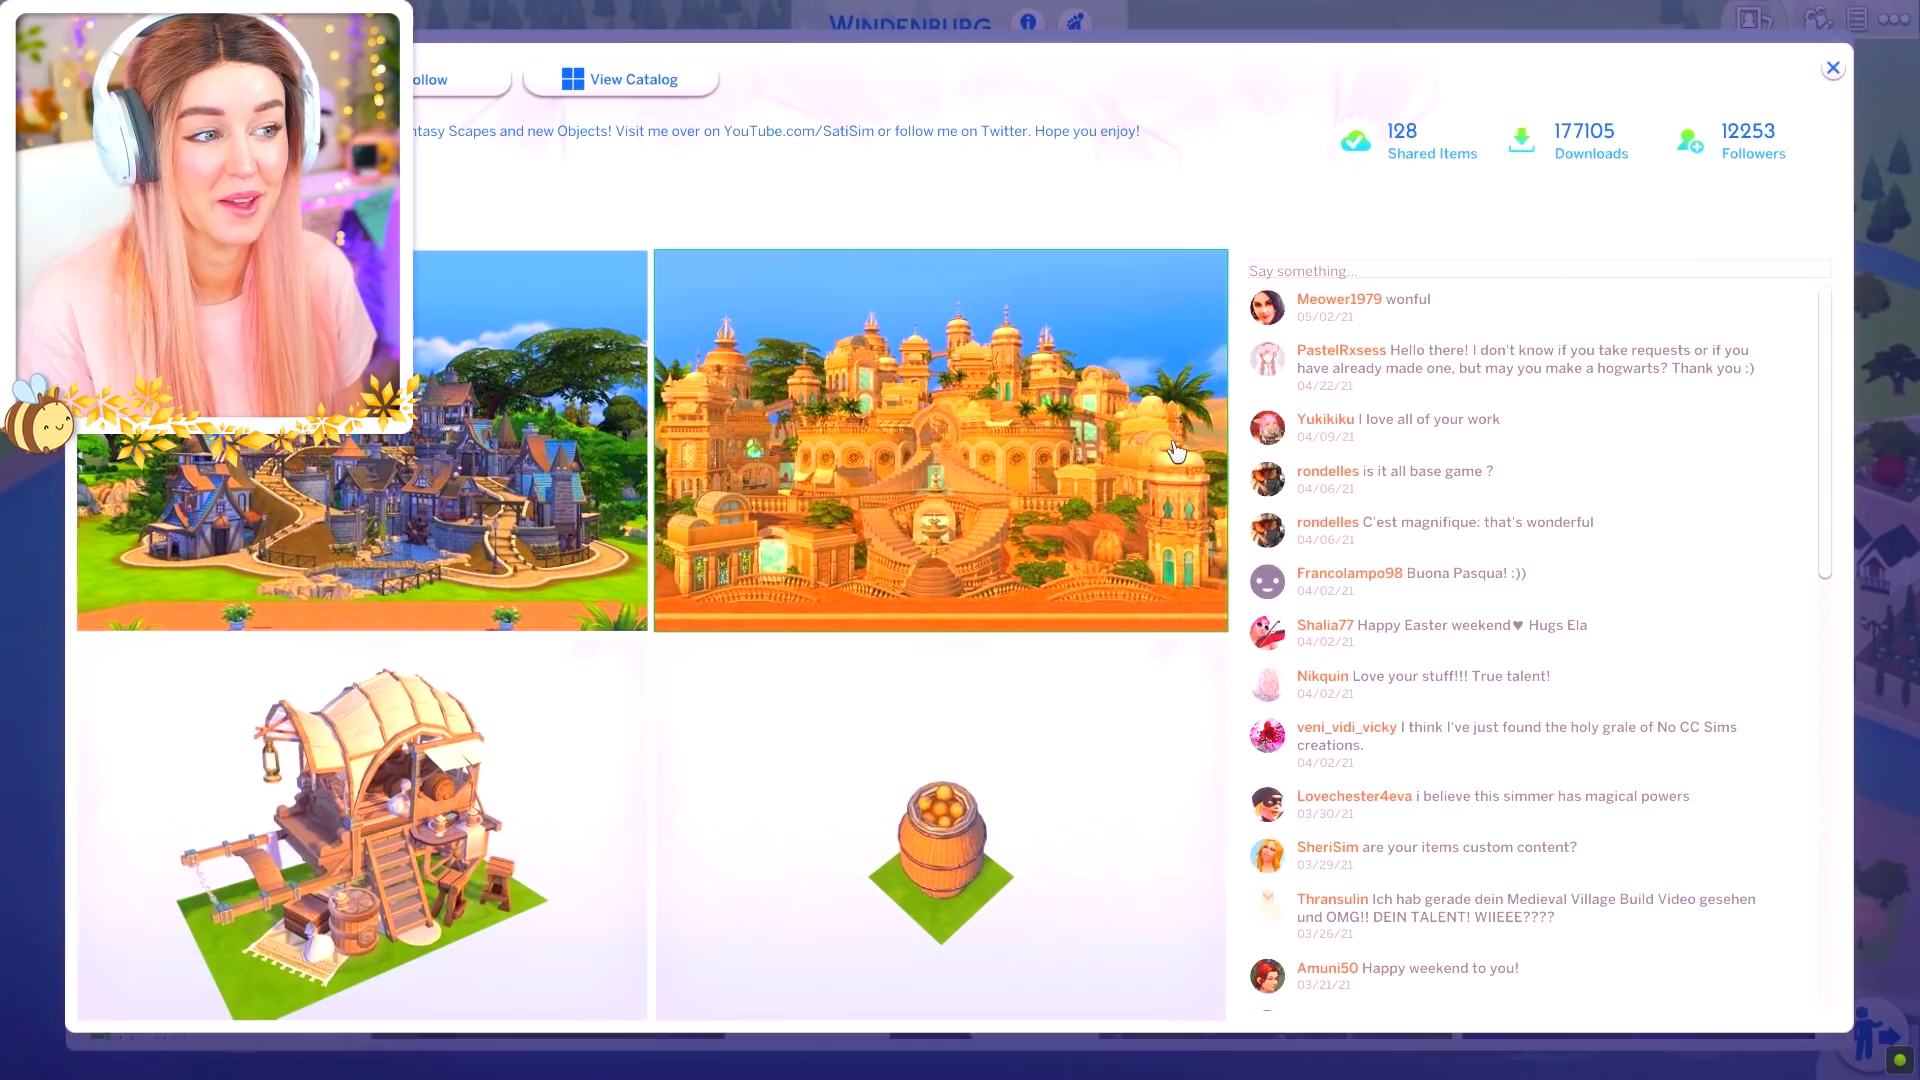 WINDENBURG
ollow
View Catalog
ntasy Scapes and new Objects! Visit me over on YouTube.com/SatiSim or follow me on Twitter. Hope you enjoy!
128
Shared Items
177105
Downloads
12253
Followers
Say something...
Meower1979 wonful
05/02/21
PastelRxsess Hello there! I don't know if you take requests or if you
have already made one, but may you make a hogwarts? Thank you :)
04/22/21
Yukikiku I love all of your work
04/09/21
rondelles is it all base game ?
04/06/21
rondelles C'est magnifique: that's wonderful
04/06/21
Francolampo98 Buona Pasqua! :))
04/02/21
Shalia77 Happy Easter weekend♥ Hugs Ela
04/02/21
Nikquin Love your stuff!!! True talent!
04/02/21
veni_vidi_vicky I think I've just found the holy grale of No CC Sims
creations.
04/02/21
Lovechester4eva i believe this simmer has magical powers
03/30/21
SheriSim are your items custom content?
03/29/21
Thransulin Ich hab gerade dein Medieval Village Build Video gesehen
und OMG!! DEIN TALENT! WIIEEE????
03/26/21
Amuni50 Happy weekend to you!
03/21/21